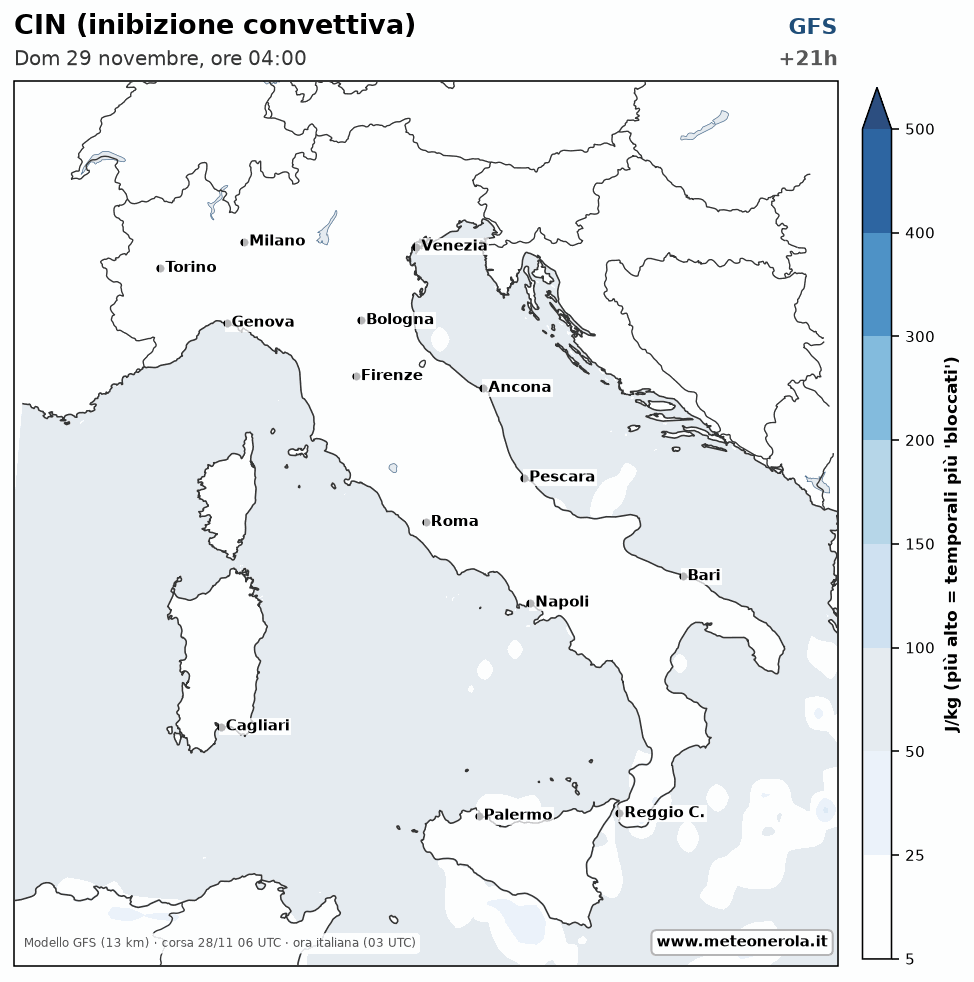 CIN (inibizione convettiva)
GFS
Dom 29 novembre, ore 04:00
+21h
500
400
300
200
150
100
50
25
5
J/kg (più alto = temporali più 'bloccati')
Milano
Venezia
Torino
Genova
Bologna
Firenze
Ancona
Pescara
Roma
Bari
Napoli
Cagliari
Palermo
Reggio C.
Modello GFS (13 km) · corsa 28/11 06 UTC · ora italiana (03 UTC)
www.meteonerola.it